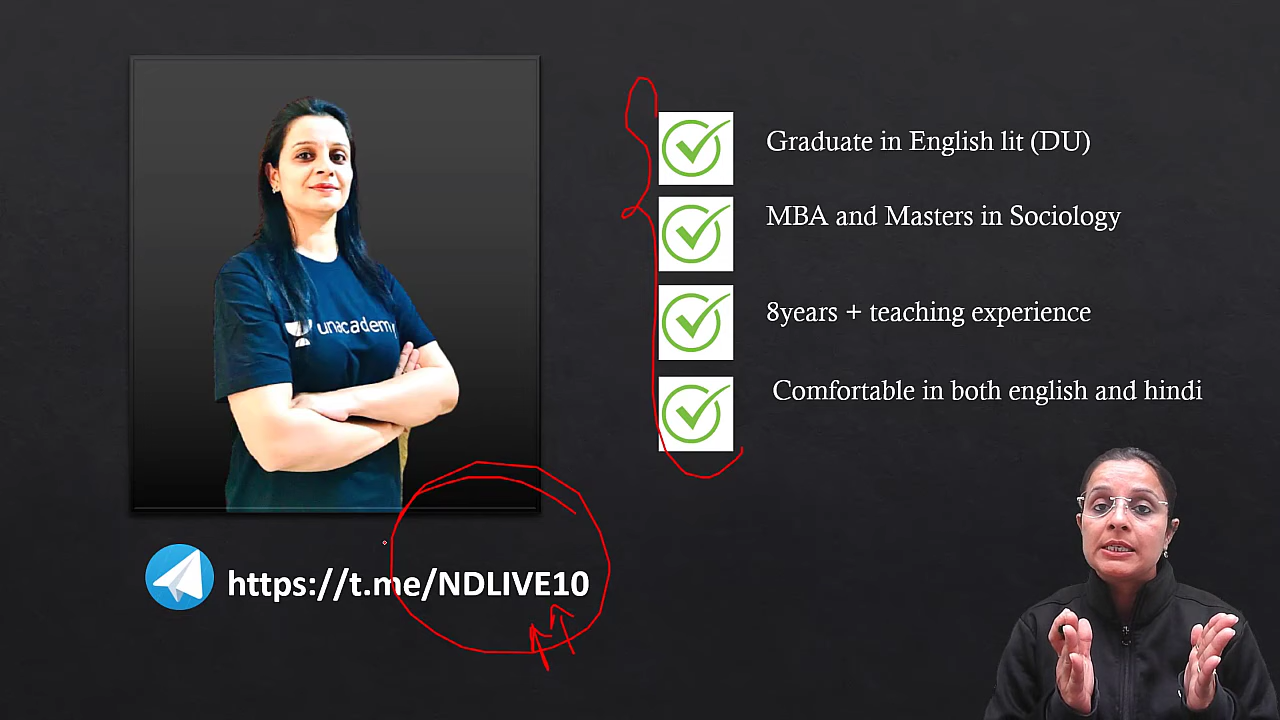 Graduate in English lit (DU)
MBA and Masters in Sociology
8years + teaching experience
Comfortable in both english and hindi
unacademy
https://t.me/NDLIVE10